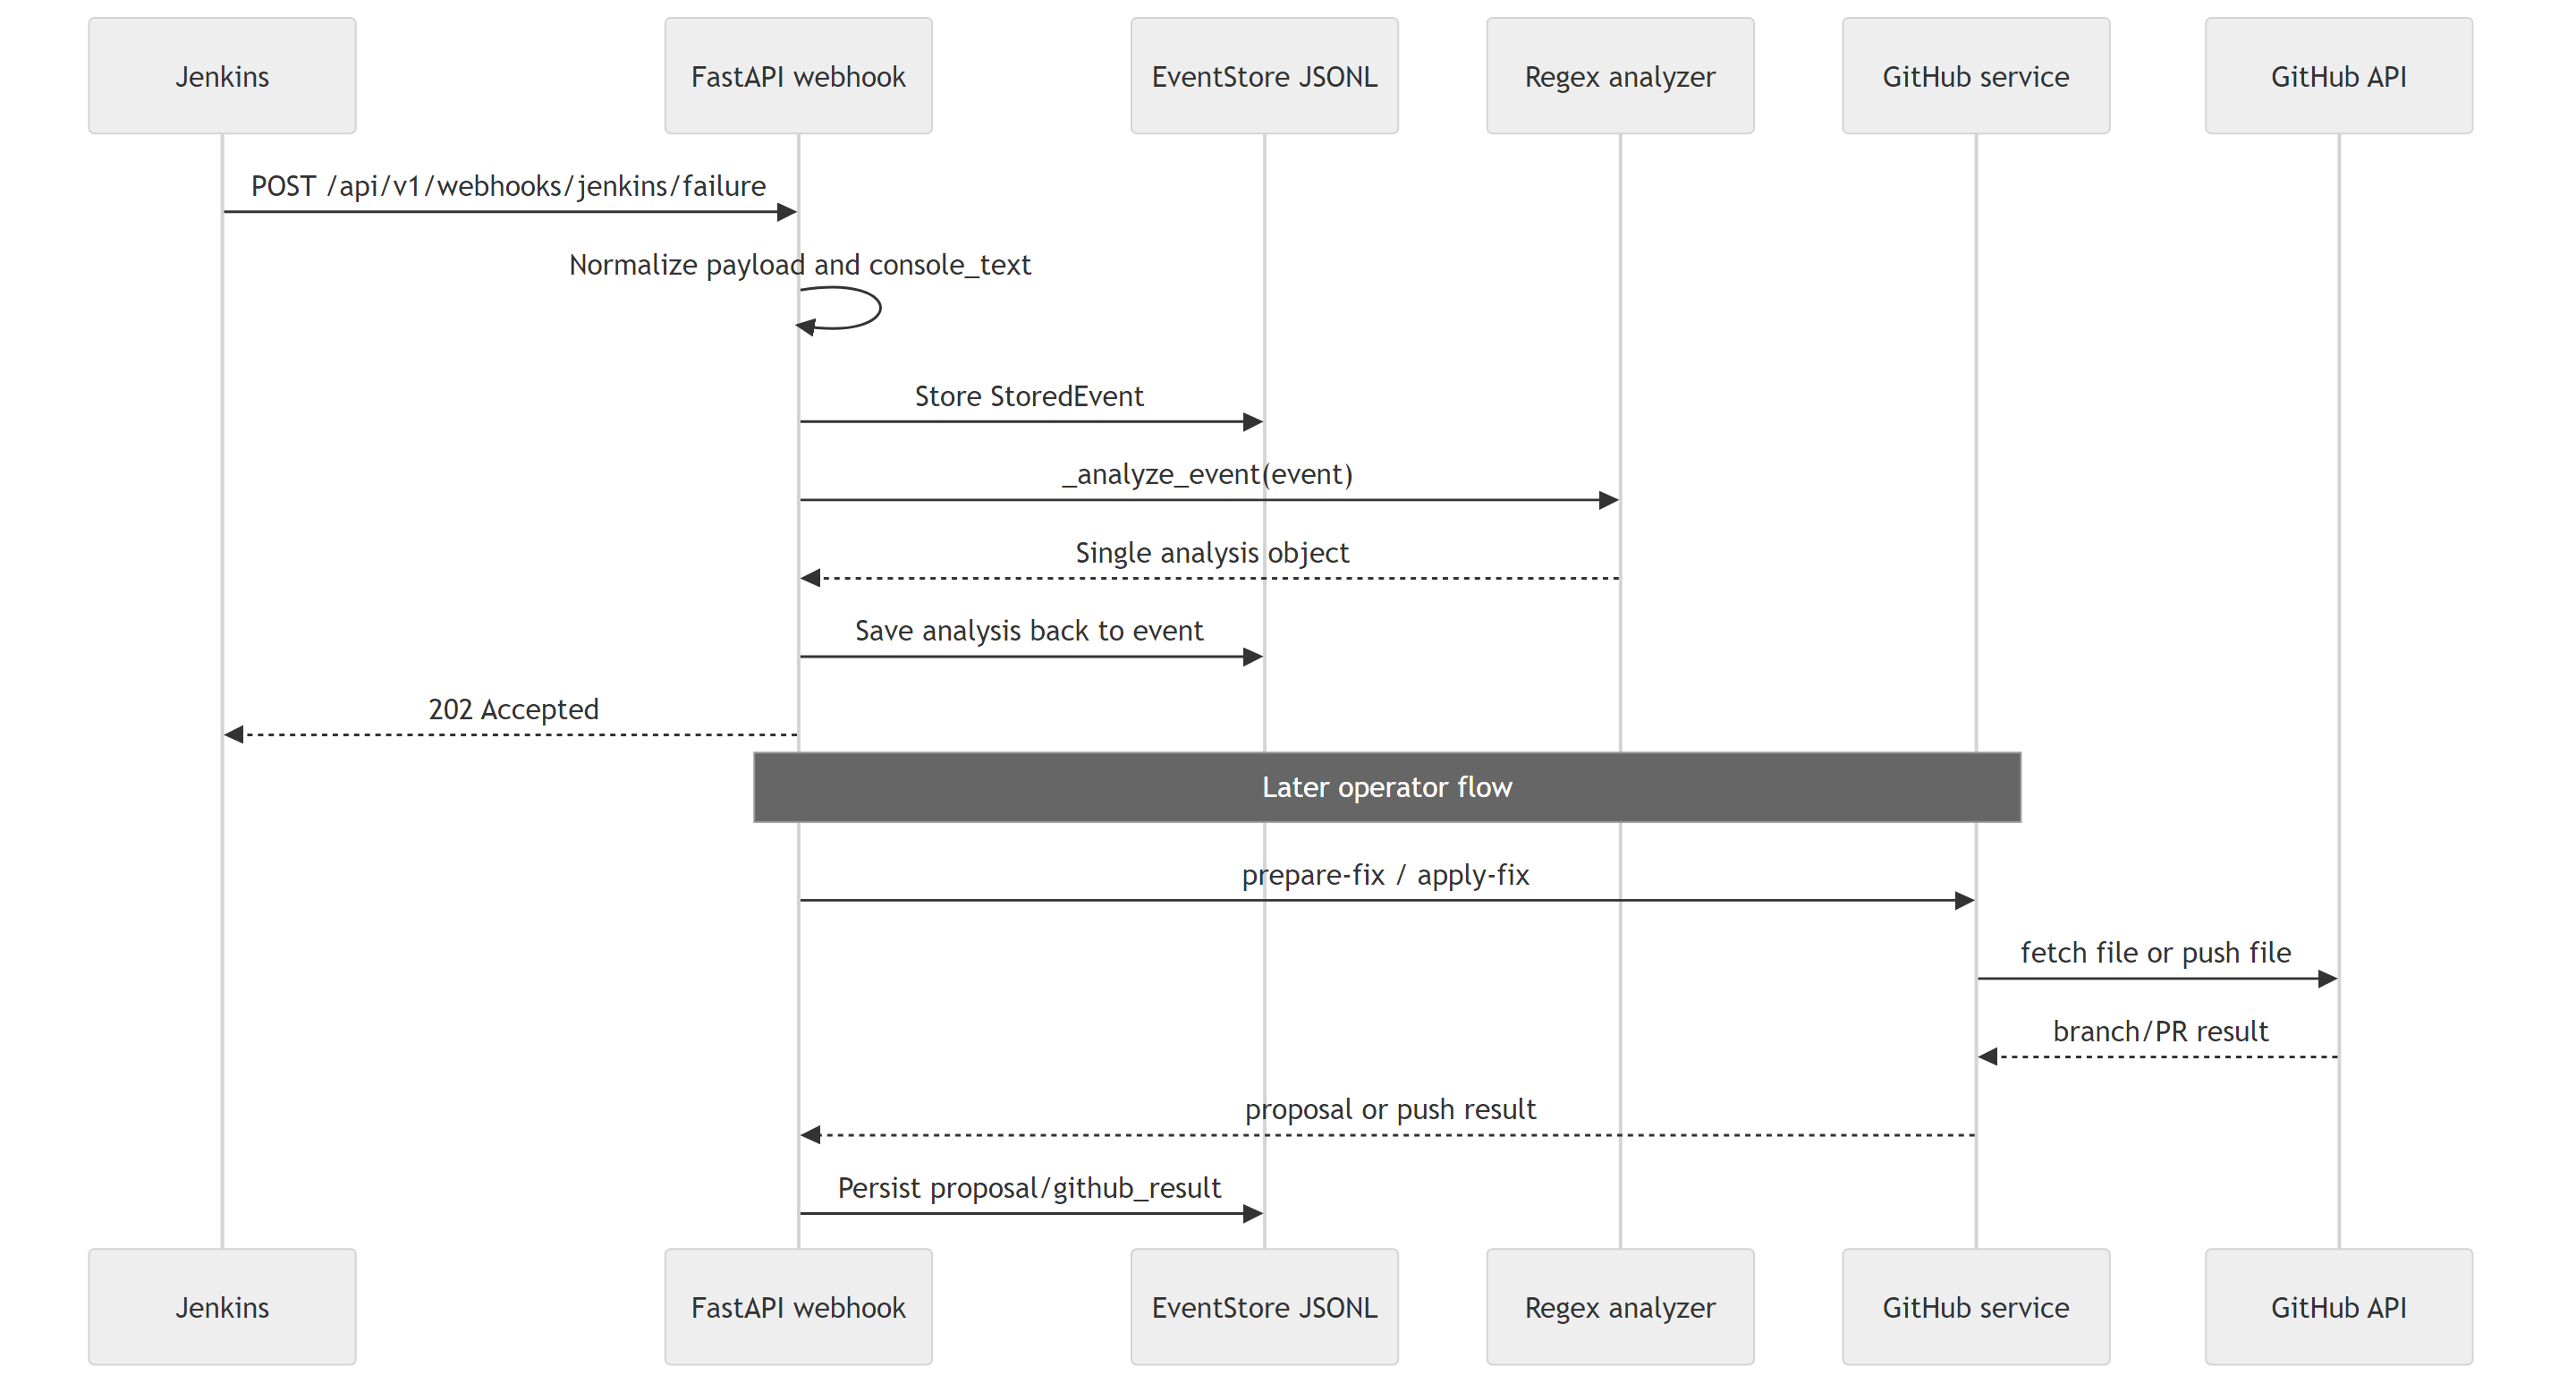 Jenkins
FastAPI webhook
EventStore JSONL
Regex analyzer
GitHub service
GitHub API
POST /api/v1/webhooks/jenkins/failure
Normalize payload and console_text
Store StoredEvent
_analyze_event(event)
Single analysis object
Save analysis back to event
202 Accepted
Later operator flow
prepare-fix / apply-fix
fetch file or push file
branch/PR result
proposal or push result
Persist proposal/github_result
Jenkins
FastAPI webhook
EventStore JSONL
Regex analyzer
GitHub service
GitHub API